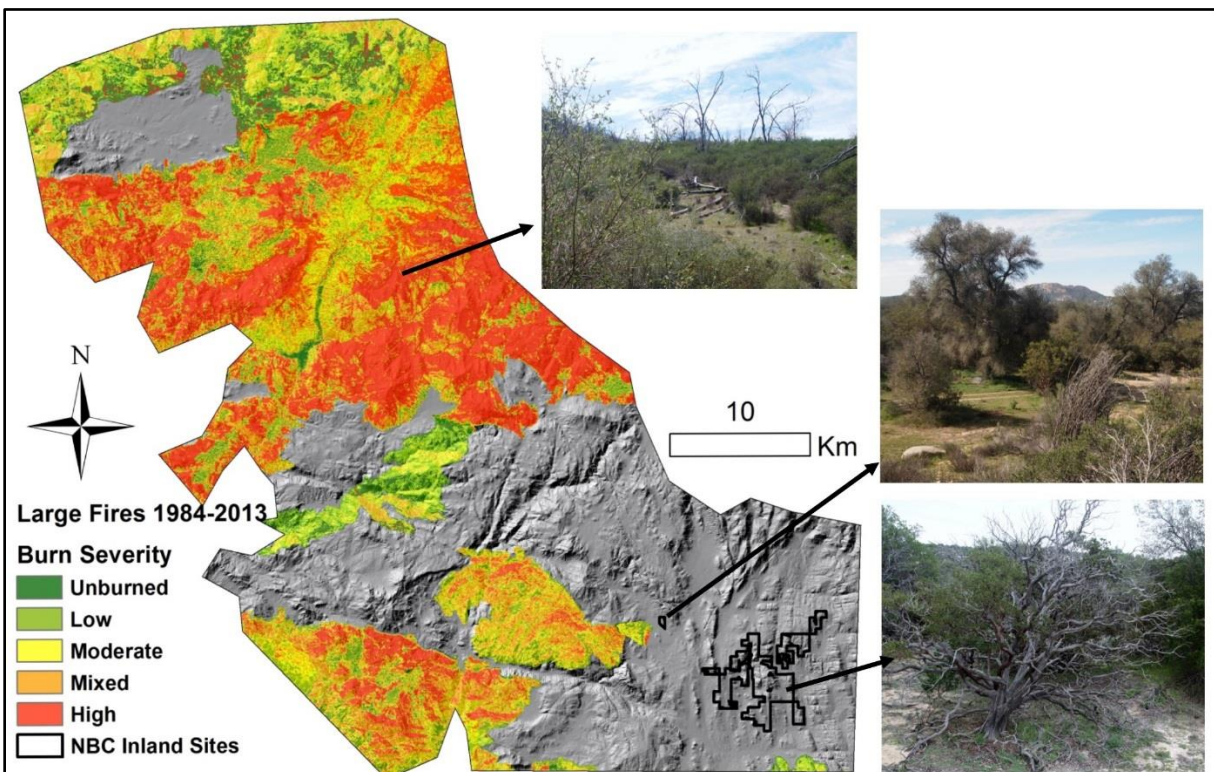 N
10
Km
Large Fires 1984-2013
Burn Severity
Unburned
Low
Moderate
Mixed
High
NBC Inland Sites